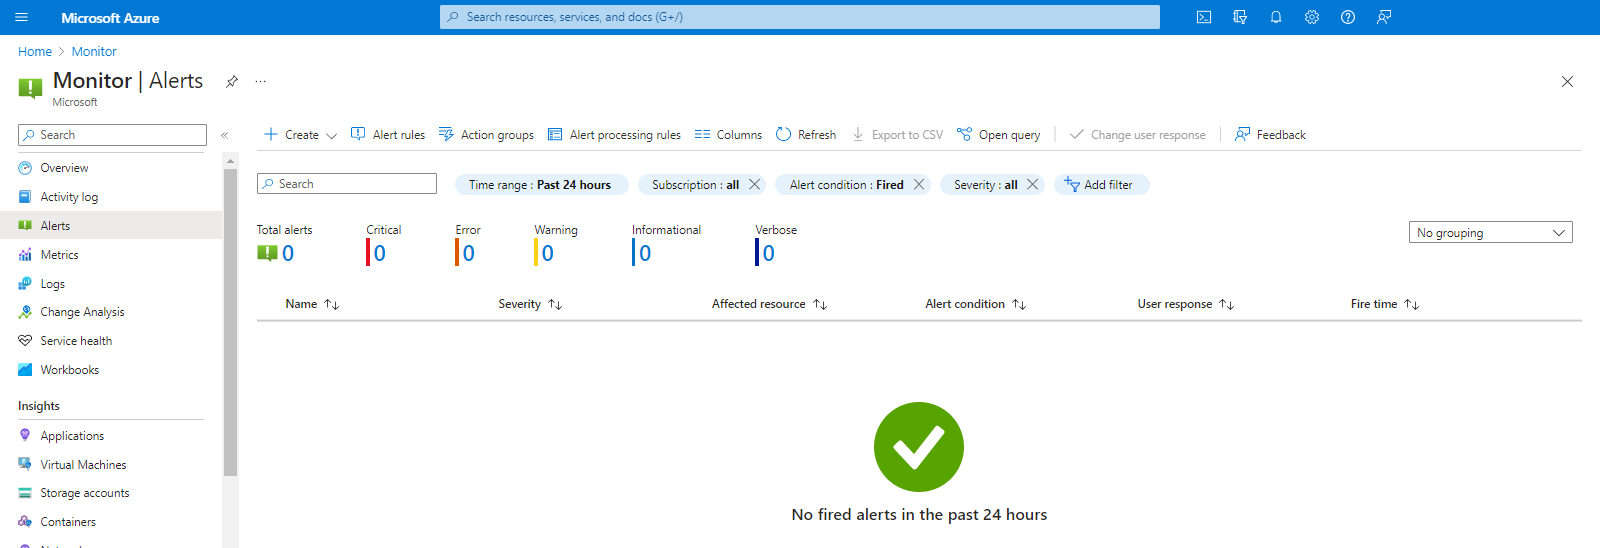 Microsoft Azure
Search resources, services, and docs (G+/)
Home > Monitor
Monitor | Alerts
...
Microsoft
Search
«
Create
Alert rules
Action groups
Alert processing rules
Columns
Refresh
Export to CSV
Open query
Change user response
Feedback
Overview
Activity log
Alerts
Metrics
Logs
Change Analysis
Service health
Workbooks
Insights
Applications
Virtual Machines
Storage accounts
Containers
Search
Time range : Past 24 hours
Subscription : all
Alert condition : Fired
Severity : all
Add filter
Total alerts
0
Critical
0
Error
0
Warning
0
Informational
0
Verbose
0
No grouping
Name
Severity
Affected resource
Alert condition
User response
Fire time
No fired alerts in the past 24 hours